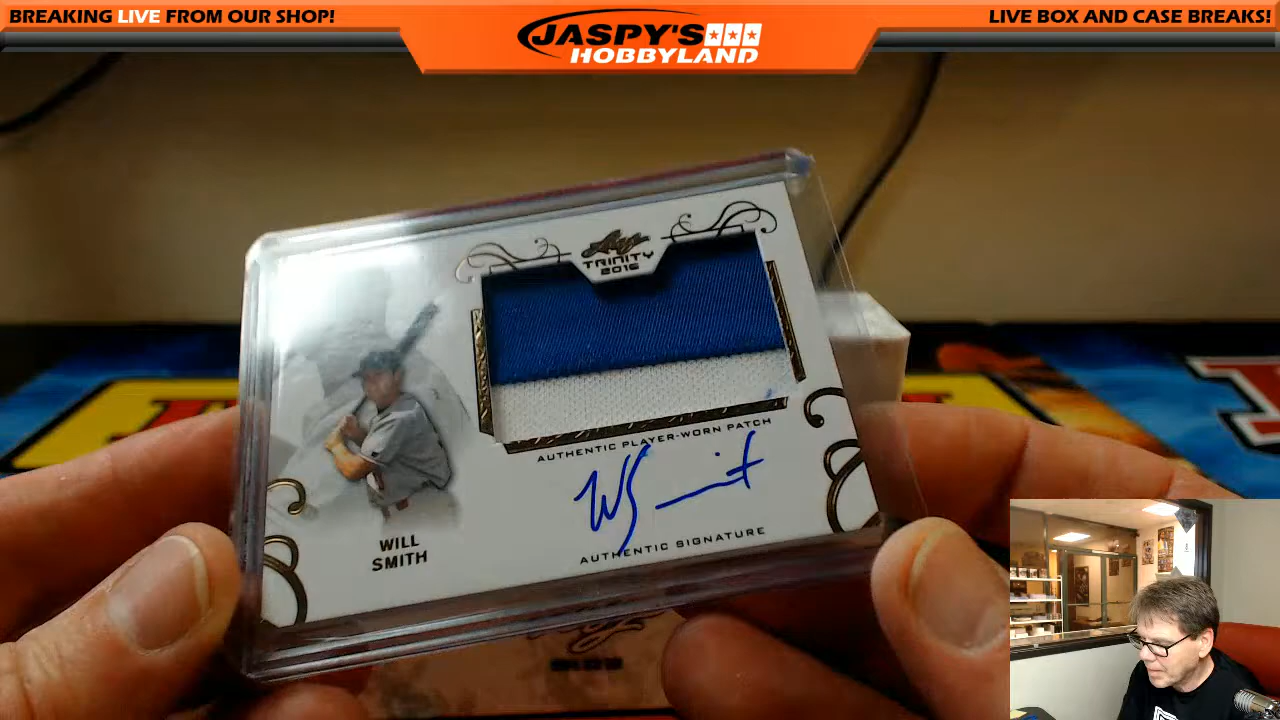 BREAKING LIVE FROM OUR SHOP!
JASPY'S
HOBBYLAND
LIVE BOX AND CASE BREAKS!
Leaf
TRINITY
2016
AUTHENTIC PLAYER-WORN PATCH
W Smit
AUTHENTIC SIGNATURE
WILL
SMITH